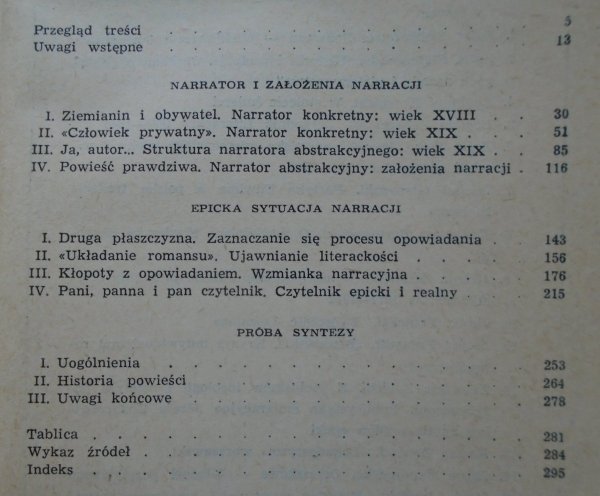 Przegląd treści . . . . . . . . . . . . . . 5
Uwagi wstępne . . . . . . . . . . . . . . 13
NARRATOR I ZAŁOŻENIA NARRACJI
I. Ziemianin i obywatel. Narrator konkretny: wiek XVIII . . 30
II. «Człowiek prywatny». Narrator konkretny: wiek XIX . . 51
III. Ja, autor... Struktura narratora abstrakcyjnego: wiek XIX . . 85
IV. Powieść prawdziwa. Narrator abstrakcyjny: założenia narracji . 116
EPICKA SYTUACJA NARRACJI
I. Druga płaszczyzna. Zaznaczanie się procesu opowiadania . . 143
II. «Układanie romansu». Ujawnianie literackości . . . . 156
III. Kłopoty z opowiadaniem. Wzmianka narracyjna . . . . 176
IV. Pani, panna i pan czytelnik. Czytelnik epicki i realny . . . 215
PRÓBA SYNTEZY
I. Uogólnienia . . . . . . . . . . . . . 253
II. Historia powieści . . . . . . . . . . . . 264
III. Uwagi końcowe . . . . . . . . . . . . 278
Tablica . . . . . . . . . . . . . . . . 281
Wykaz źródeł . . . . . . . . . . . . . . 284
Indeks . . . . . . . . . . . . . . . . 295